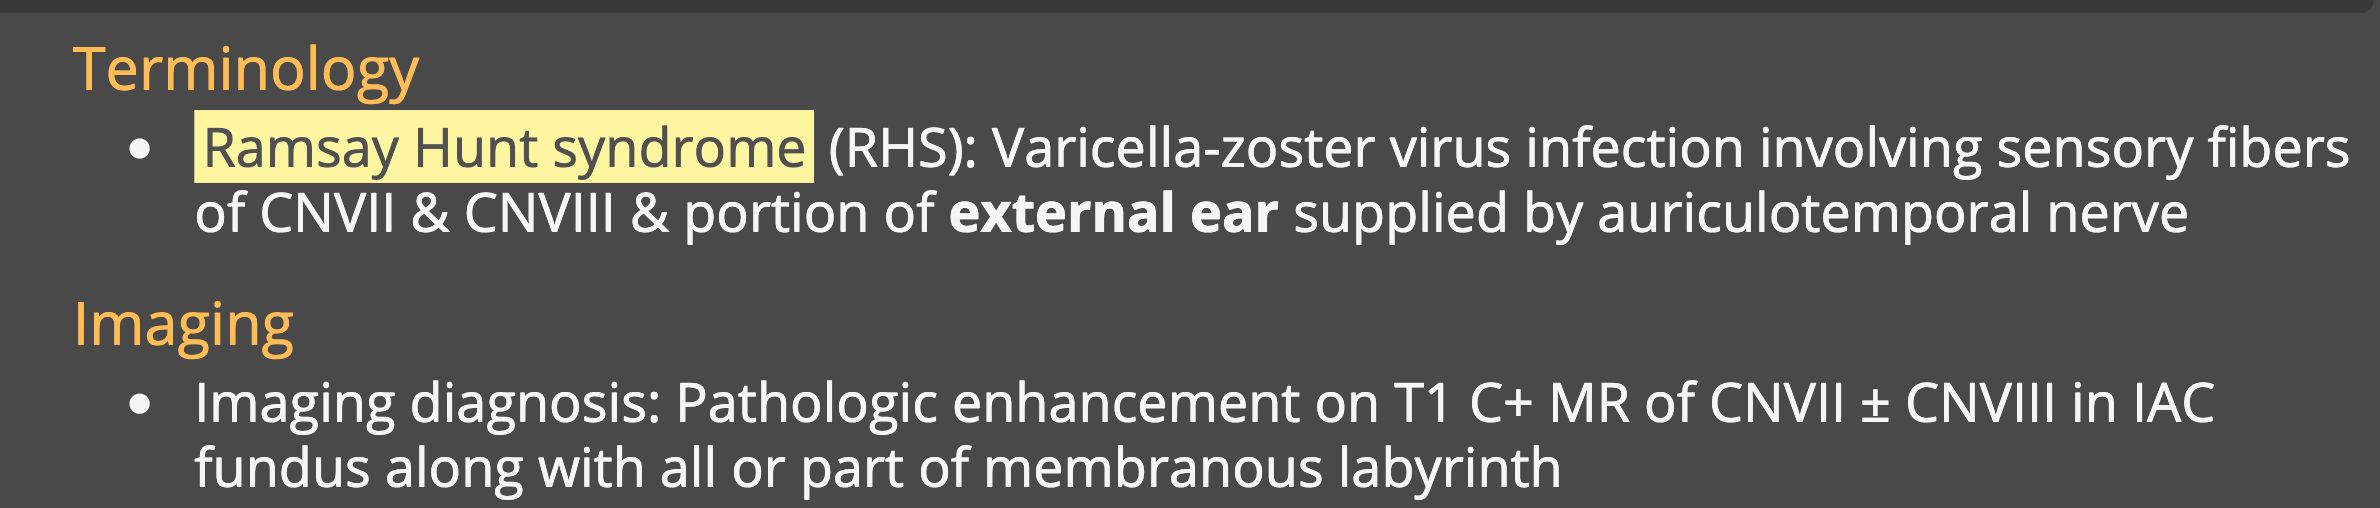 Terminology
• Ramsay Hunt syndrome (RHS): Varicella-zoster virus infection involving sensory fibers
of CNVII & CNVIII & portion of external ear supplied by auriculotemporal nerve
Imaging
• Imaging diagnosis: Pathologic enhancement on T1 C+ MR of CNVII ± CNVIII in IAC
fundus along with all or part of membranous labyrinth